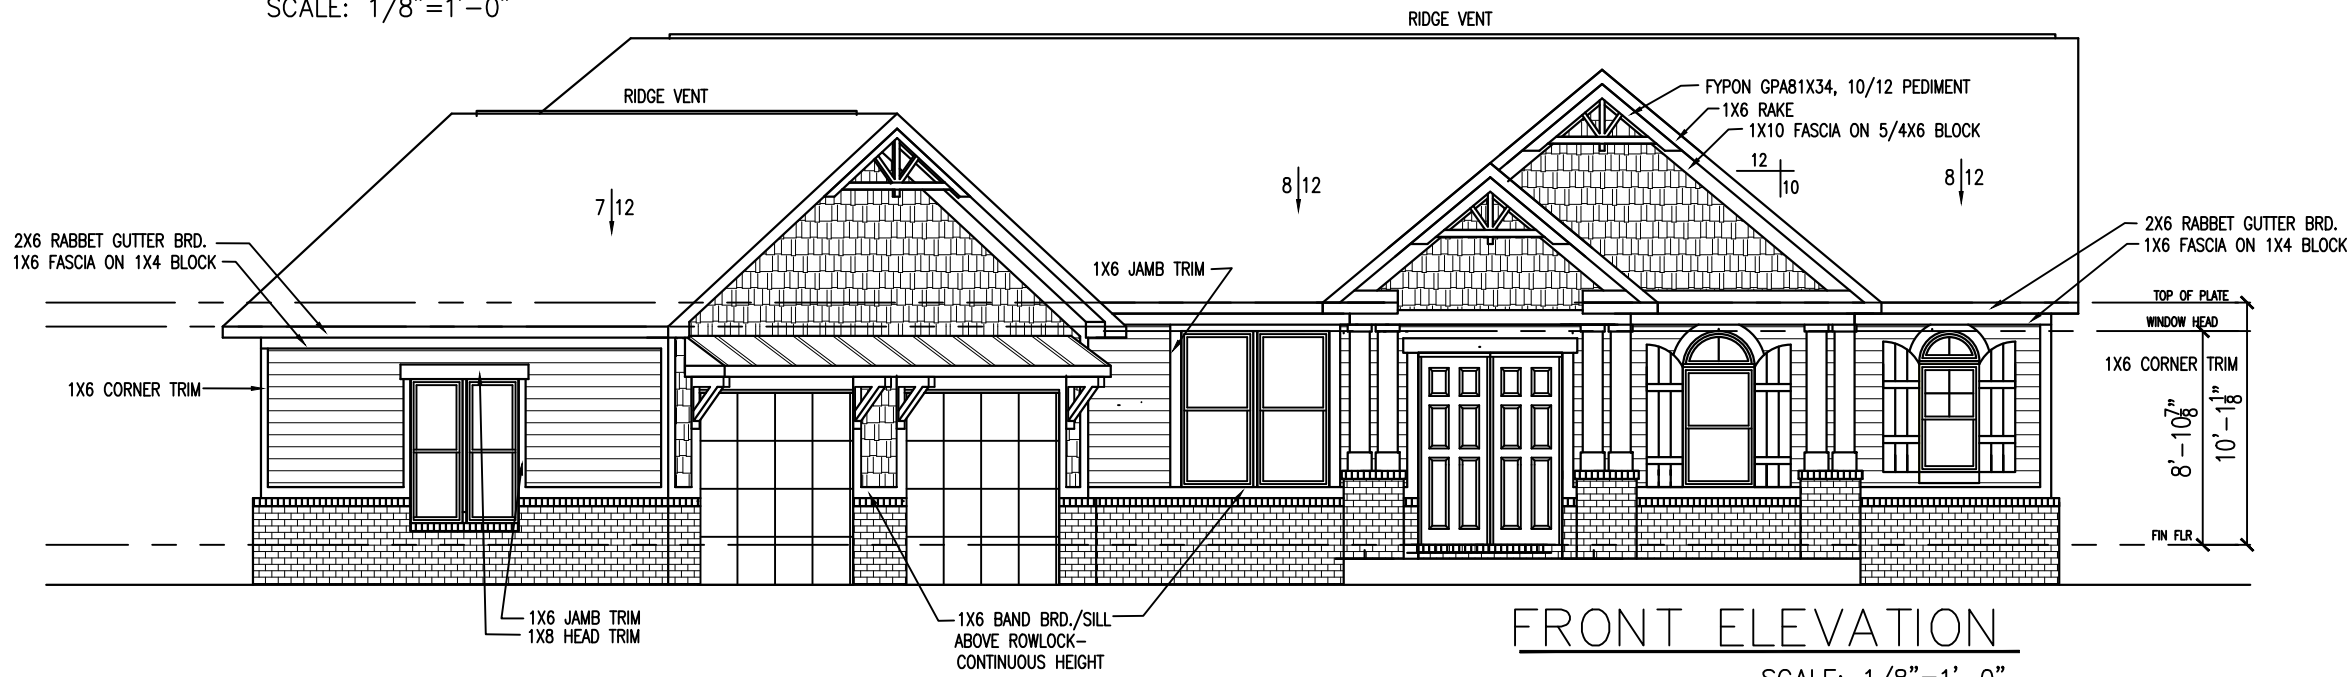 SCALE: 1/8"=1'-0"
RIDGE VENT
RIDGE VENT
FYPON GPA81X34, 10/12 PEDIMENT
1X6 RAKE
1X10 FASCIA ON 5/4X6 BLOCK
12
10
7 12
8 12
8 12
2X6 RABBET GUTTER BRD.
1X6 FASCIA ON 1X4 BLOCK
2X6 RABBET GUTTER BRD.
1X6 FASCIA ON 1X4 BLOCK
1X6 JAMB TRIM
TOP OF PLATE
WINDOW HEAD
1X6 CORNER TRIM
1X6 CORNER TRIM
8'-10 7/8"
10'-1 1/8"
FIN FLR
1X6 JAMB TRIM
1X8 HEAD TRIM
1X6 BAND BRD./SILL
ABOVE ROWLOCK-
CONTINUOUS HEIGHT
FRONT ELEVATION
SCALE: 1/8"=1'-0"